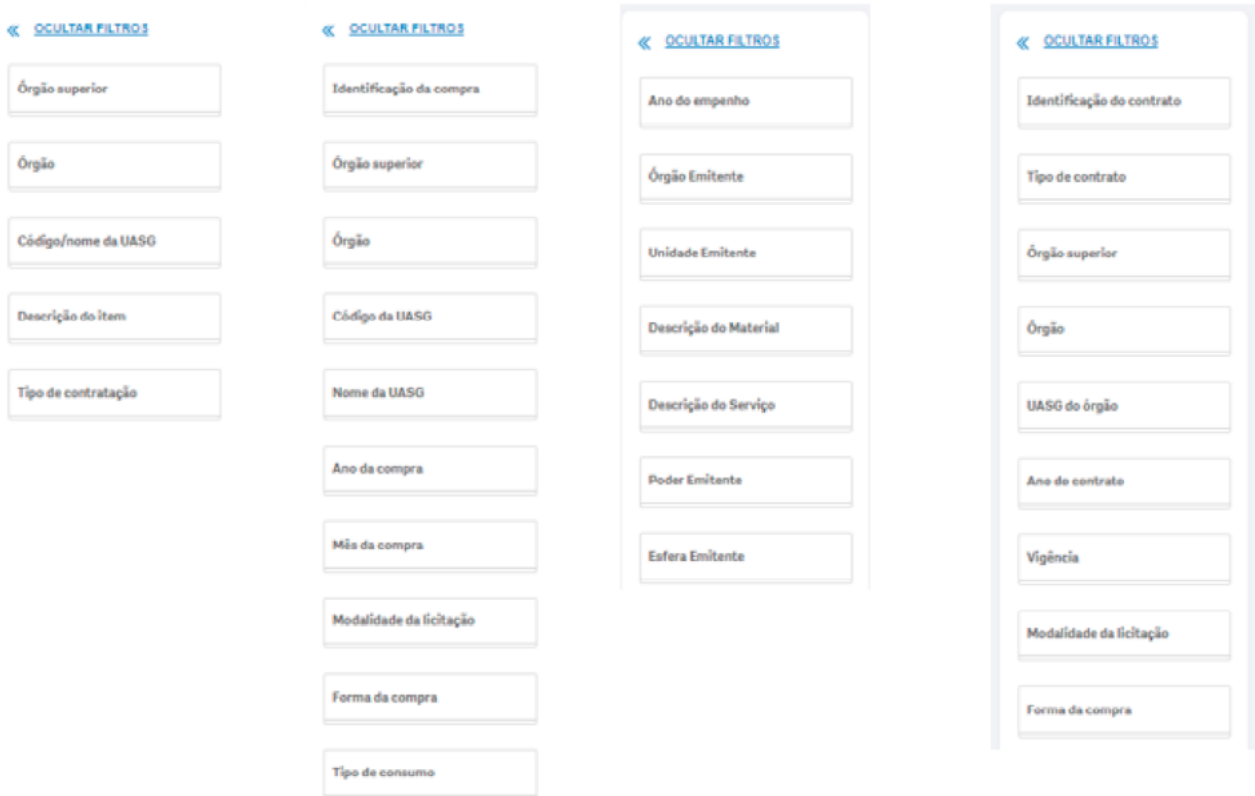 OCULTAR FILTROS
Órgão superior
Órgão
Código/nome da UASG
Descrição do item
Tipo de contratação
OCULTAR FILTROS
Identificação da compra
Órgão superior
Órgão
Código da UASG
Nome da UASG
Ano da compra
Mês da compra
Modalidade da licitação
Forma da compra
Tipo de consumo
OCULTAR FILTROS
Ano do empenho
Órgão Emitente
Unidade Emitente
Descrição do Material
Descrição do Serviço
Poder Emitente
Esfera Emitente
OCULTAR FILTROS
Identificação do contrato
Tipo de contrato
Órgão superior
Órgão
UASG do órgão
Ano do contrato
Vigência
Modalidade da licitação
Forma da compra